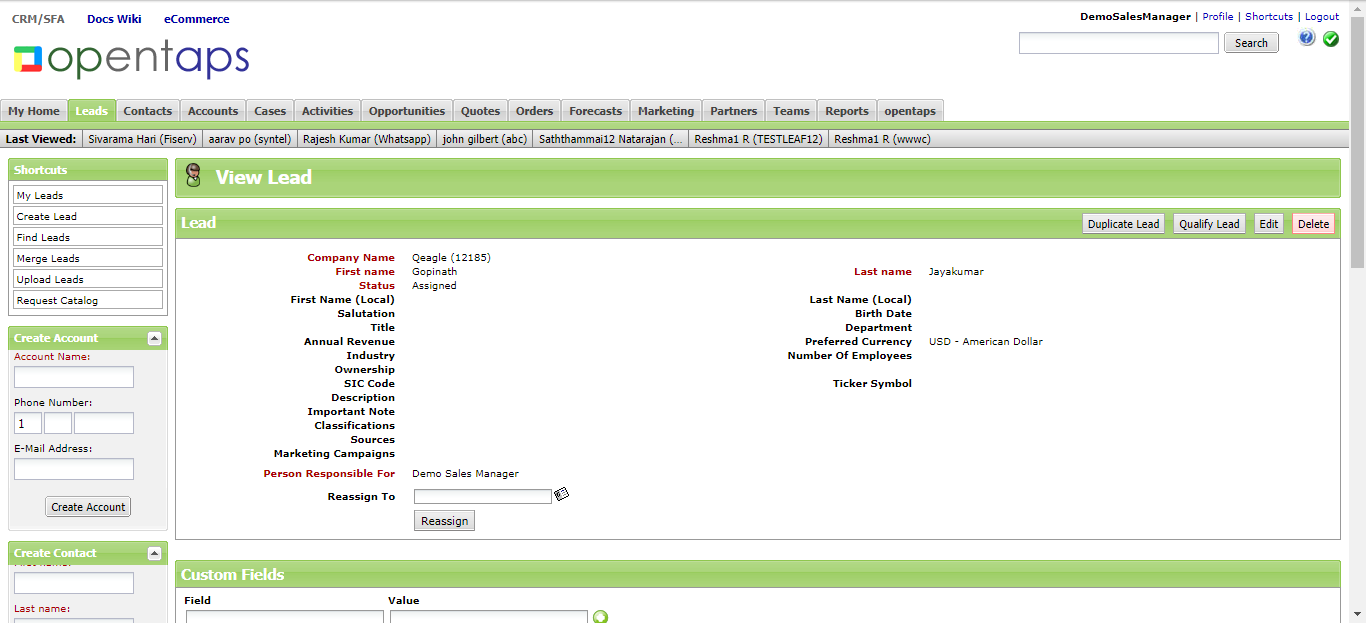 CRM/SFA Docs Wiki eCommerce
DemoSalesManager | Profile | Shortcuts | Logout
opentaps
Search
My Home Leads Contacts Accounts Cases Activities Opportunities Quotes Orders Forecasts Marketing Partners Teams Reports opentaps
Last Viewed: Sivarama Hari (Fiserv) aarav po (syntel) Rajesh Kumar (Whatsapp) john gilbert (abc) Saththammai12 Natarajan (... Reshma1 R (TESTLEAF12) Reshma1 R (wwwc)
Shortcuts
My Leads
Create Lead
Find Leads
Merge Leads
Upload Leads
Request Catalog
Create Account
Account Name:
Phone Number:
1
E-Mail Address:
Create Account
Create Contact
First name:
Last name:
View Lead
Lead
Duplicate Lead Qualify Lead Edit Delete
Company Name Qeagle (12185)
First name Gopinath Last name Jayakumar
Status Assigned
First Name (Local) Last Name (Local)
Salutation Birth Date
Title Department
Annual Revenue Preferred Currency USD - American Dollar
Industry Number Of Employees
Ownership
SIC Code Ticker Symbol
Description
Important Note
Classifications
Sources
Marketing Campaigns
Person Responsible For Demo Sales Manager
Reassign To
Reassign
Custom Fields
Field Value